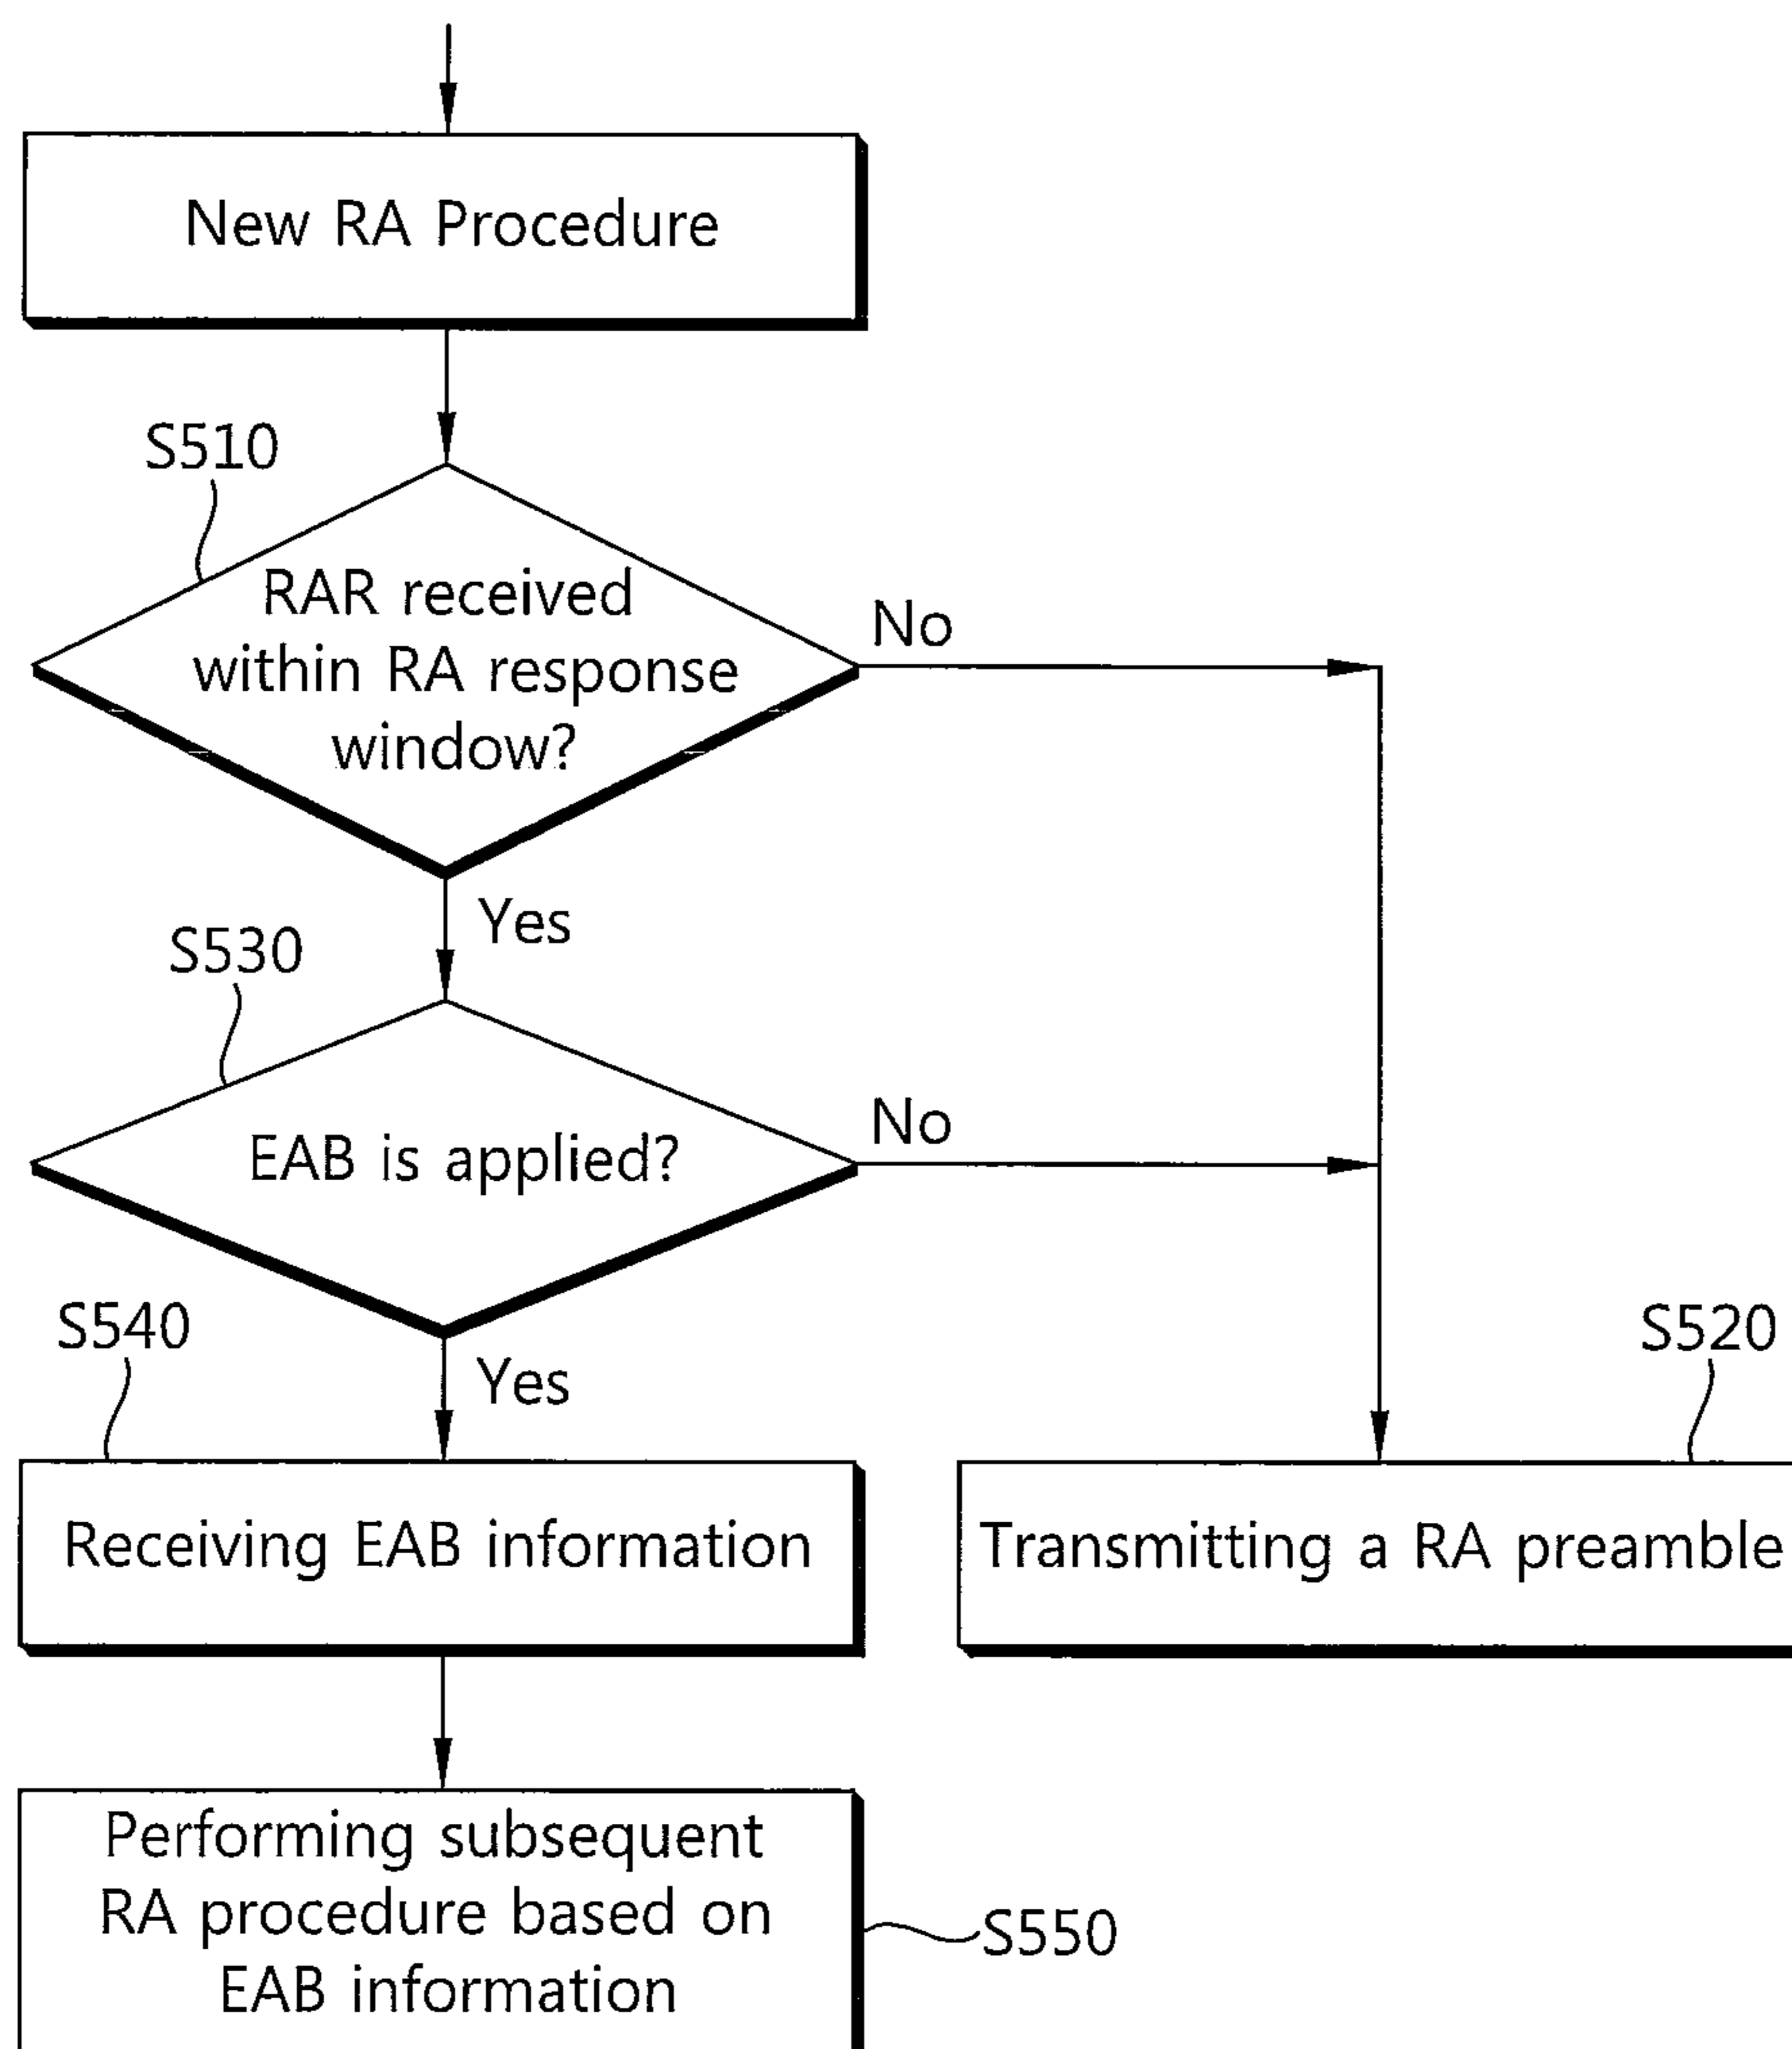 New RA Procedure
S510
RAR received
within RA response
window?
No
Yes
S530
EAB is applied?
No
S540
Yes
S520
Receiving EAB information
Transmitting a RA preamble
Performing subsequent
RA procedure based on
EAB information
S550